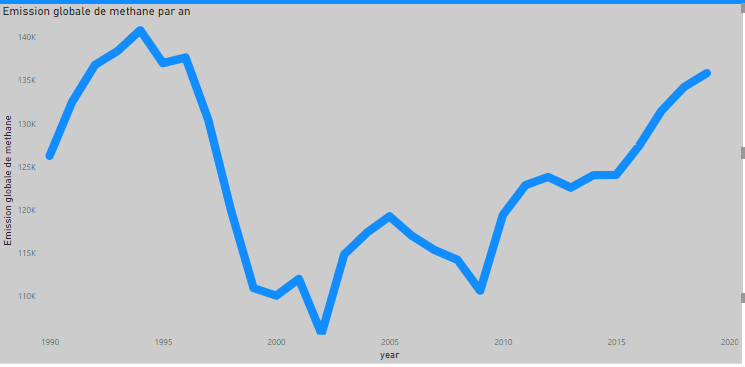 Emission globale de methane par an
140K
135K
130K
125K
120K
115K
110K
Emission globale de methane
1990 1995 2000 2005 2010 2015 2020
year